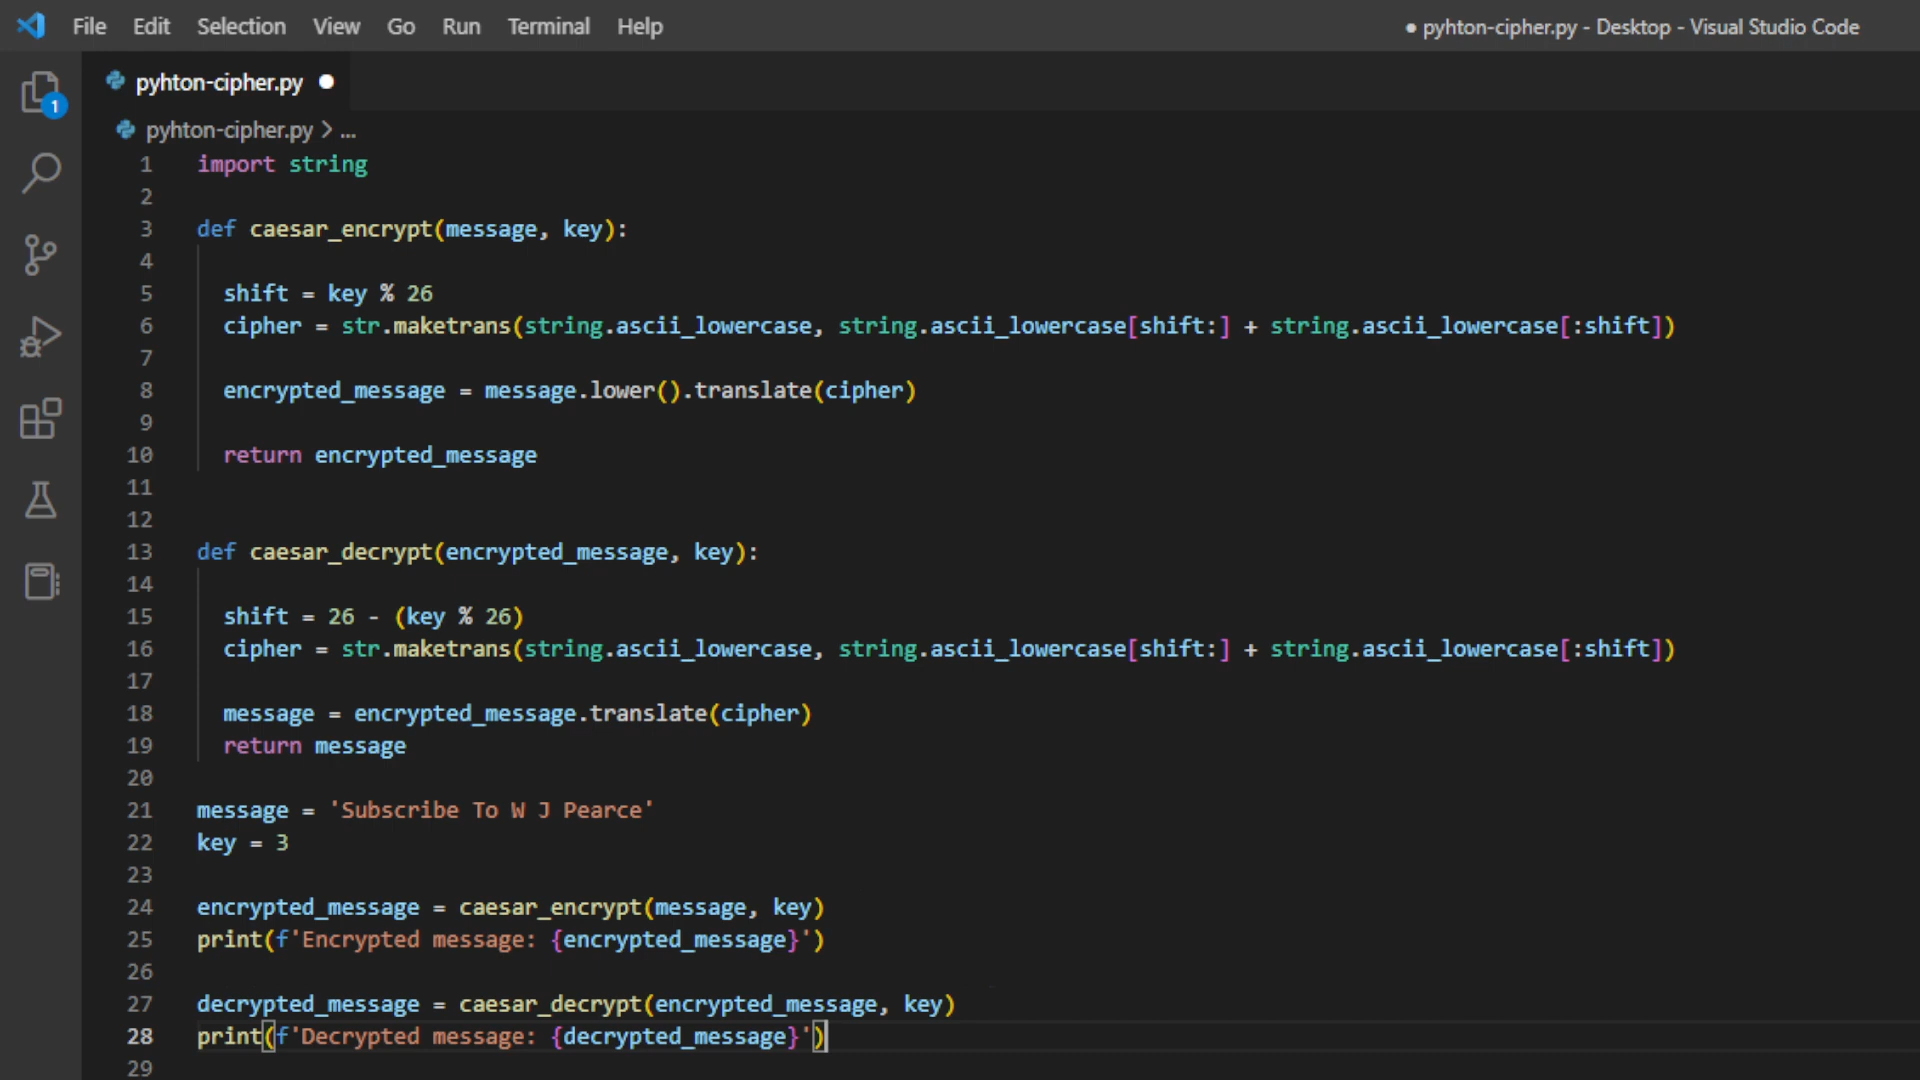 File Edit Selection View Go Run Terminal Help ● pyhton-cipher.py - Desktop - Visual Studio Code
pyhton-cipher.py ●
1
pyhton-cipher.py > ...
1 import string
2
3 def caesar_encrypt(message, key):
4
5 shift = key % 26
6 cipher = str.maketrans(string.ascii_lowercase, string.ascii_lowercase[shift:] + string.ascii_lowercase[:shift])
7
8 encrypted_message = message.lower().translate(cipher)
9
10 return encrypted_message
11
12
13 def caesar_decrypt(encrypted_message, key):
14
15 shift = 26 - (key % 26)
16 cipher = str.maketrans(string.ascii_lowercase, string.ascii_lowercase[shift:] + string.ascii_lowercase[:shift])
17
18 message = encrypted_message.translate(cipher)
19 return message
20
21 message = 'Subscribe To W J Pearce'
22 key = 3
23
24 encrypted_message = caesar_encrypt(message, key)
25 print(f'Encrypted message: {encrypted_message}')
26
27 decrypted_message = caesar_decrypt(encrypted_message, key)
28 print(f'Decrypted message: {decrypted_message}')
29